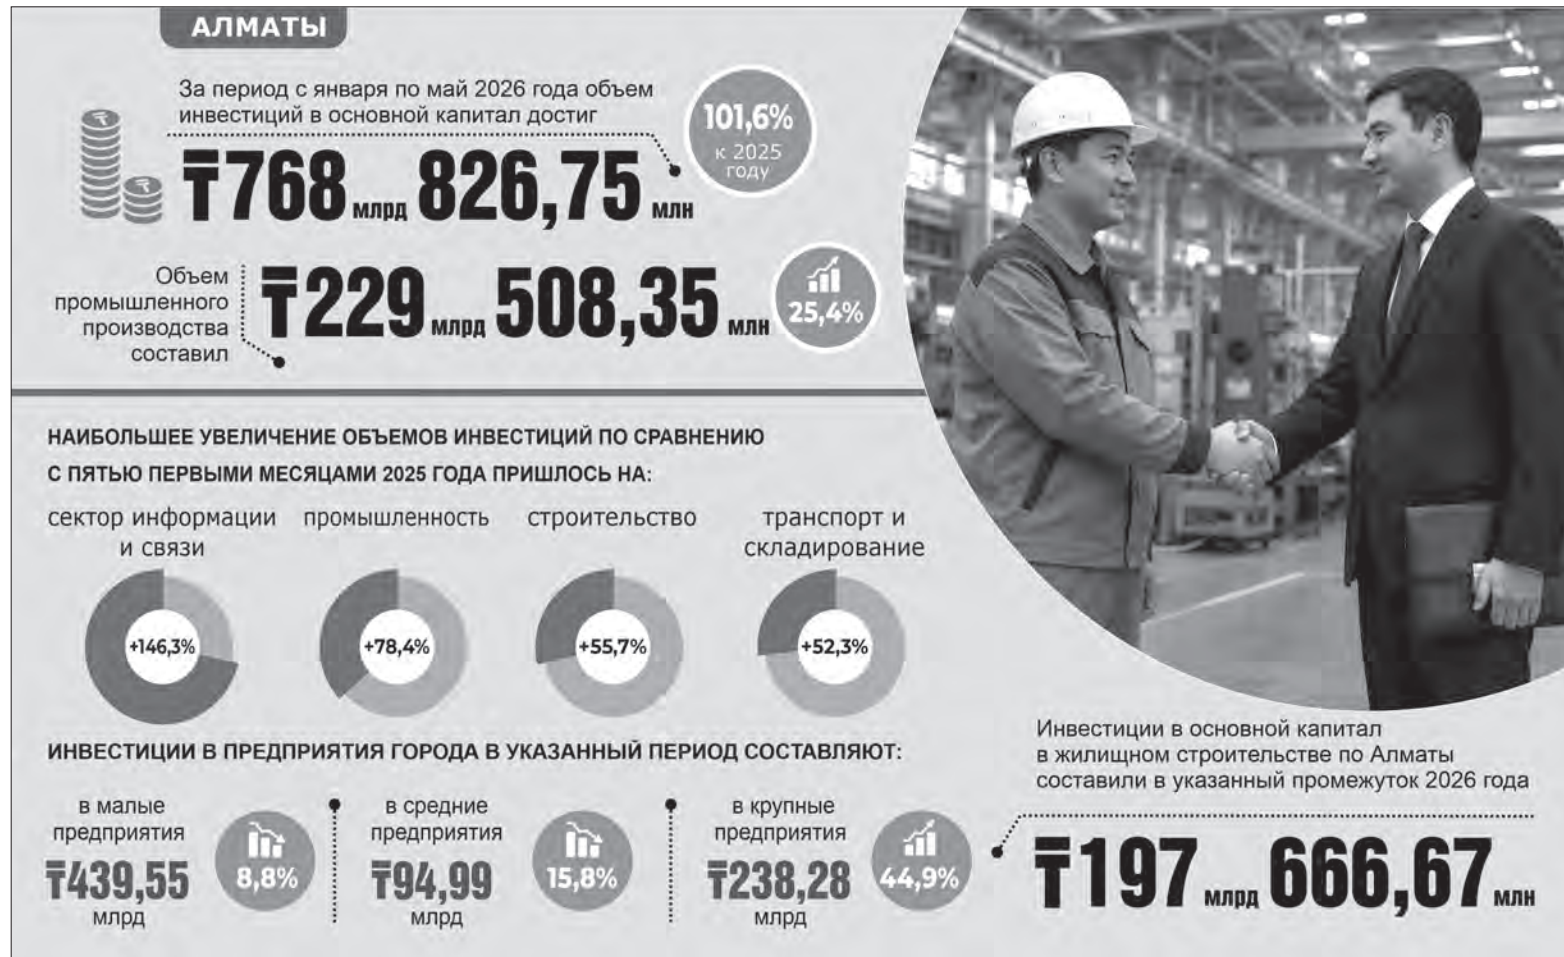 АЛМАТЫ
За период с января по май 2026 года объем
инвестиций в основной капитал достиг
₸768 млрд 826,75 млн
101,6%
к 2025
году
Объем
промышленного
производства
составил
₸229 млрд 508,35 млн
25,4%
НАИБОЛЬШЕЕ УВЕЛИЧЕНИЕ ОБЪЕМОВ ИНВЕСТИЦИЙ ПО СРАВНЕНИЮ
С ПЯТЬЮ ПЕРВЫМИ МЕСЯЦАМИ 2025 ГОДА ПРИШЛОСЬ НА:
сектор информации
и связи
+146,3%
промышленность
+78,4%
строительство
+55,7%
транспорт и
складирование
+52,3%
ИНВЕСТИЦИИ В ПРЕДПРИЯТИЯ ГОРОДА В УКАЗАННЫЙ ПЕРИОД СОСТАВЛЯЮТ:
в малые
предприятия
₸439,55
млрд
8,8%
в средние
предприятия
₸94,99
млрд
15,8%
в крупные
предприятия
₸238,28
млрд
44,9%
Инвестиции в основной капитал
в жилищном строительстве по Алматы
составили в указанный промежуток 2026 года
₸197 млрд 666,67 млн